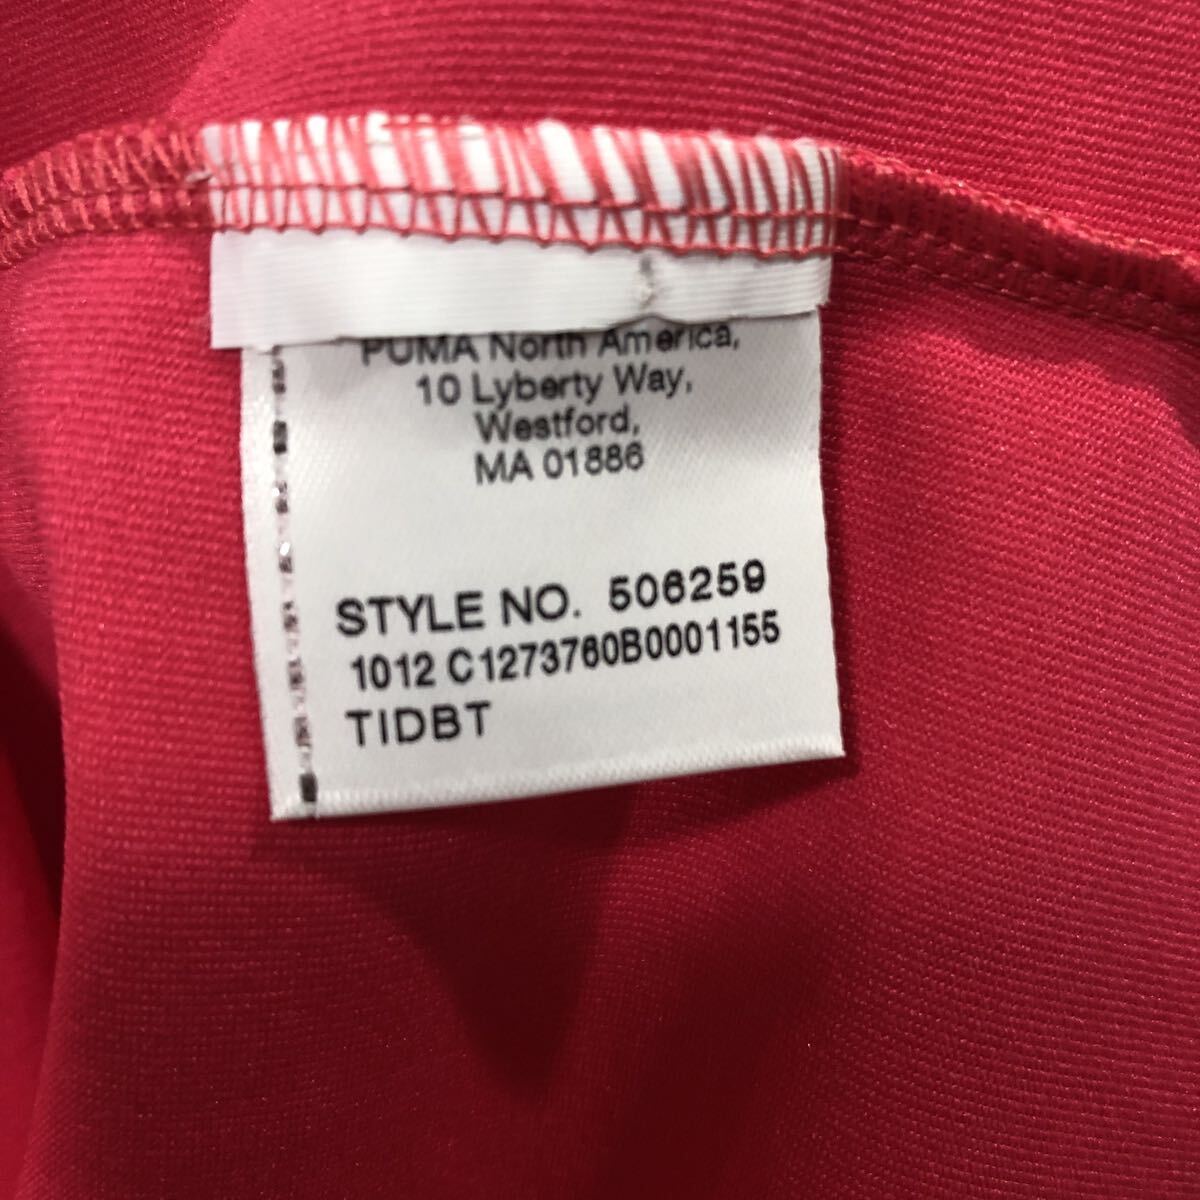 PUMA North America,
10 Lyberty Way,
Westford,
MA 01886
STYLE NO. 506259
1012 C1273760B0001155
TIDBT